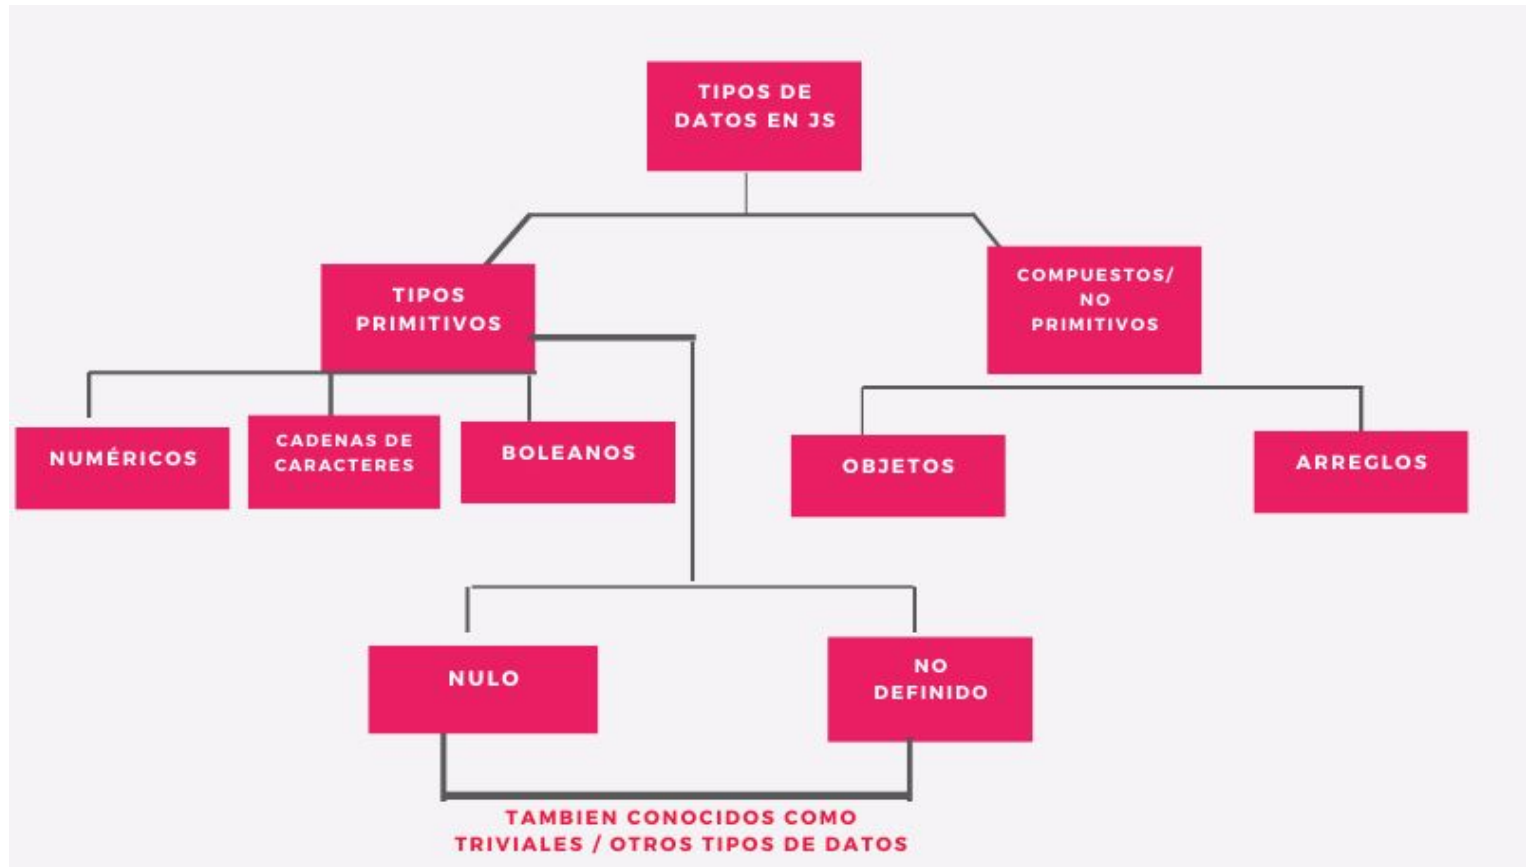 TIPOS DE
DATOS EN JS
TIPOS
PRIMITIVOS
COMPUESTOS/
NO
PRIMITIVOS
NUMÉRICOS
CADENAS DE
CARACTERES
BOLEANOS
OBJETOS
ARREGLOS
NULO
NO
DEFINIDO
TAMBIEN CONOCIDOS COMO
TRIVIALES / OTROS TIPOS DE DATOS